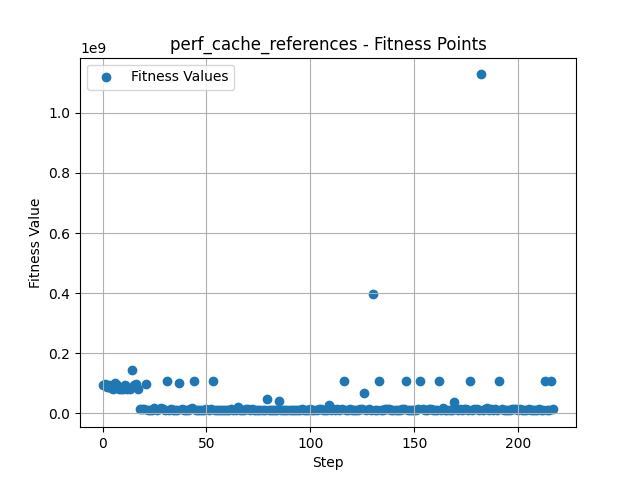 perf_cache_references - Fitness Points
1e9
Fitness Values
1.0
0.8
0.6
0.4
0.2
0.0
Fitness Value
0 50 100 150 200
Step